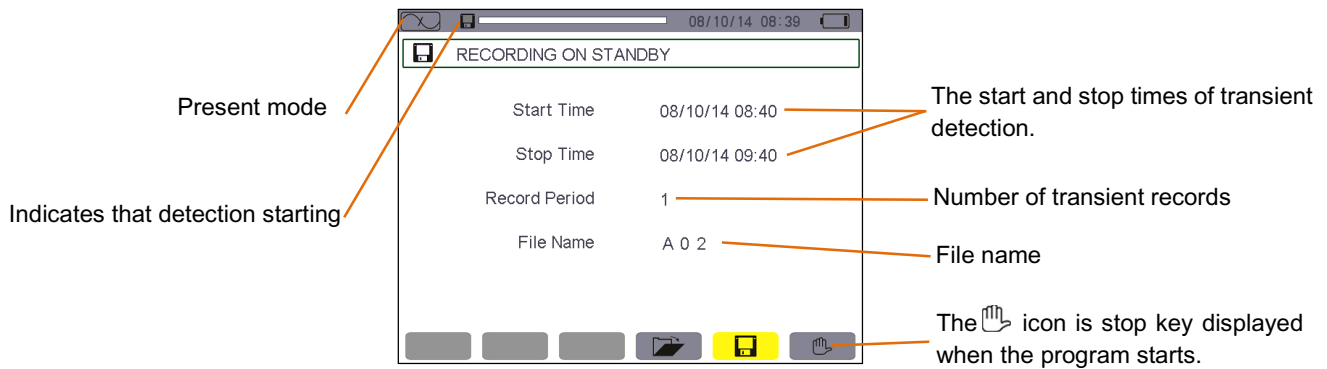 08/10/14 08:39
RECORDING ON STANDBY
Present mode
Start Time 08/10/14 08:40
The start and stop times of transient
detection.
Stop Time 08/10/14 09:40
Indicates that detection starting
Record Period 1
Number of transient records
File Name A 0 2
File name
The icon is stop key displayed
when the program starts.